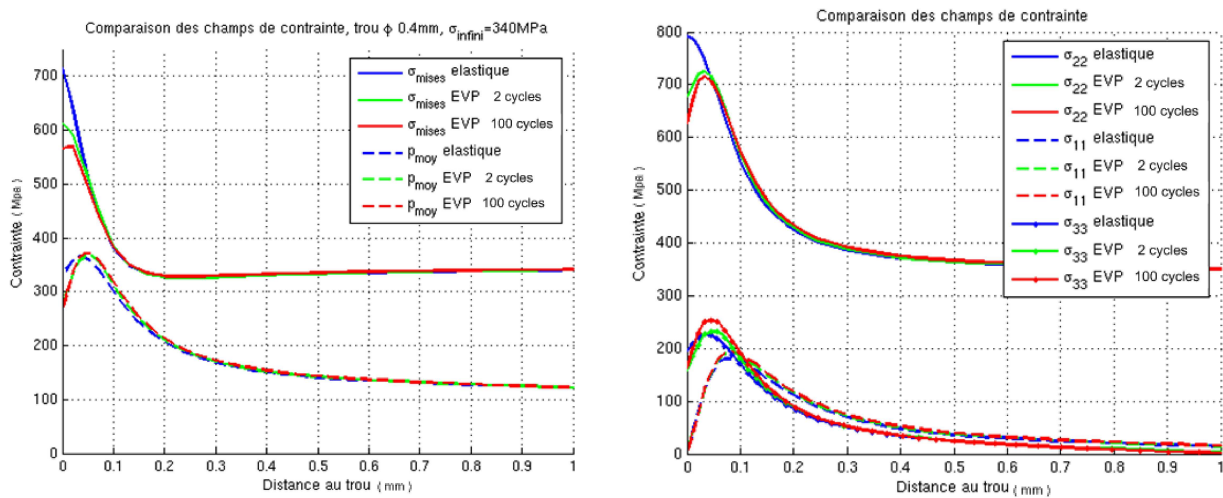 Comparaison des champs de contrainte, trou ϕ 0.4mm, σinfini=340MPa
700
600
500
400
300
200
100
0
Contrainte ( Mpa )
σmises elastique
σmises EVP 2 cycles
σmises EVP 100 cycles
pmoy elastique
pmoy EVP 2 cycles
pmoy EVP 100 cycles
0 0.1 0.2 0.3 0.4 0.5 0.6 0.7 0.8 0.9 1
Distance au trou ( mm )
Comparaison des champs de contrainte
800
700
600
500
400
300
200
100
0
Contrainte ( Mpa )
σ22 elastique
σ22 EVP 2 cycles
σ22 EVP 100 cycles
σ11 elastique
σ11 EVP 2 cycles
σ11 EVP 100 cycles
σ33 elastique
σ33 EVP 2 cycles
σ33 EVP 100 cycles
0 0.1 0.2 0.3 0.4 0.5 0.6 0.7 0.8 0.9 1
Distance au trou ( mm )